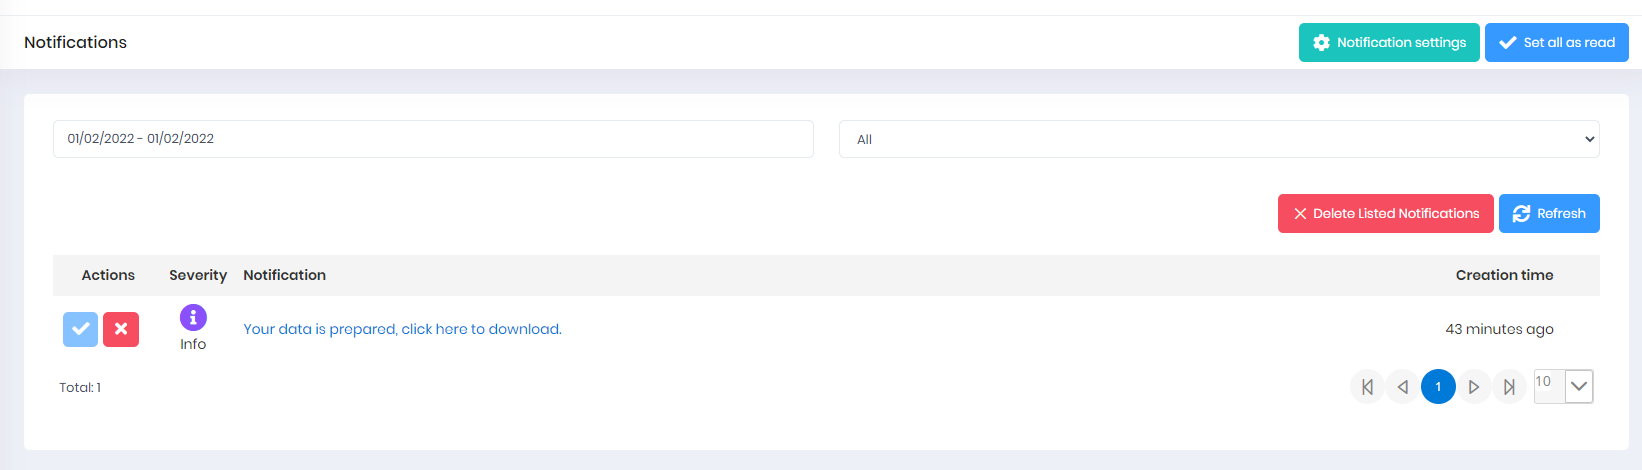 Notifications
Notification settings
Set all as read
01/02/2022 - 01/02/2022
All
Delete Listed Notifications
Refresh
Actions Severity Notification Creation time
Info
Your data is prepared, click here to download.
43 minutes ago
Total: 1
1
10